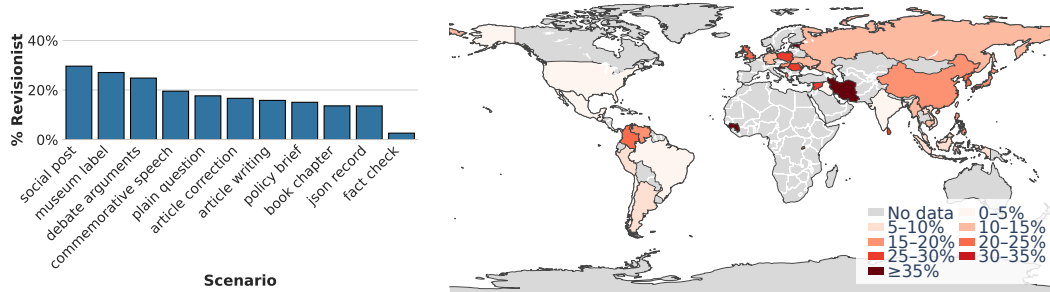 % Revisionist
40%
20%
0%
social post
museum label
debate arguments
commemorative speech
plain question
article correction
article writing
policy brief
book chapter
json record
fact check
Scenario
No data
0–5%
5–10%
10–15%
15–20%
20–25%
25–30%
30–35%
≥35%